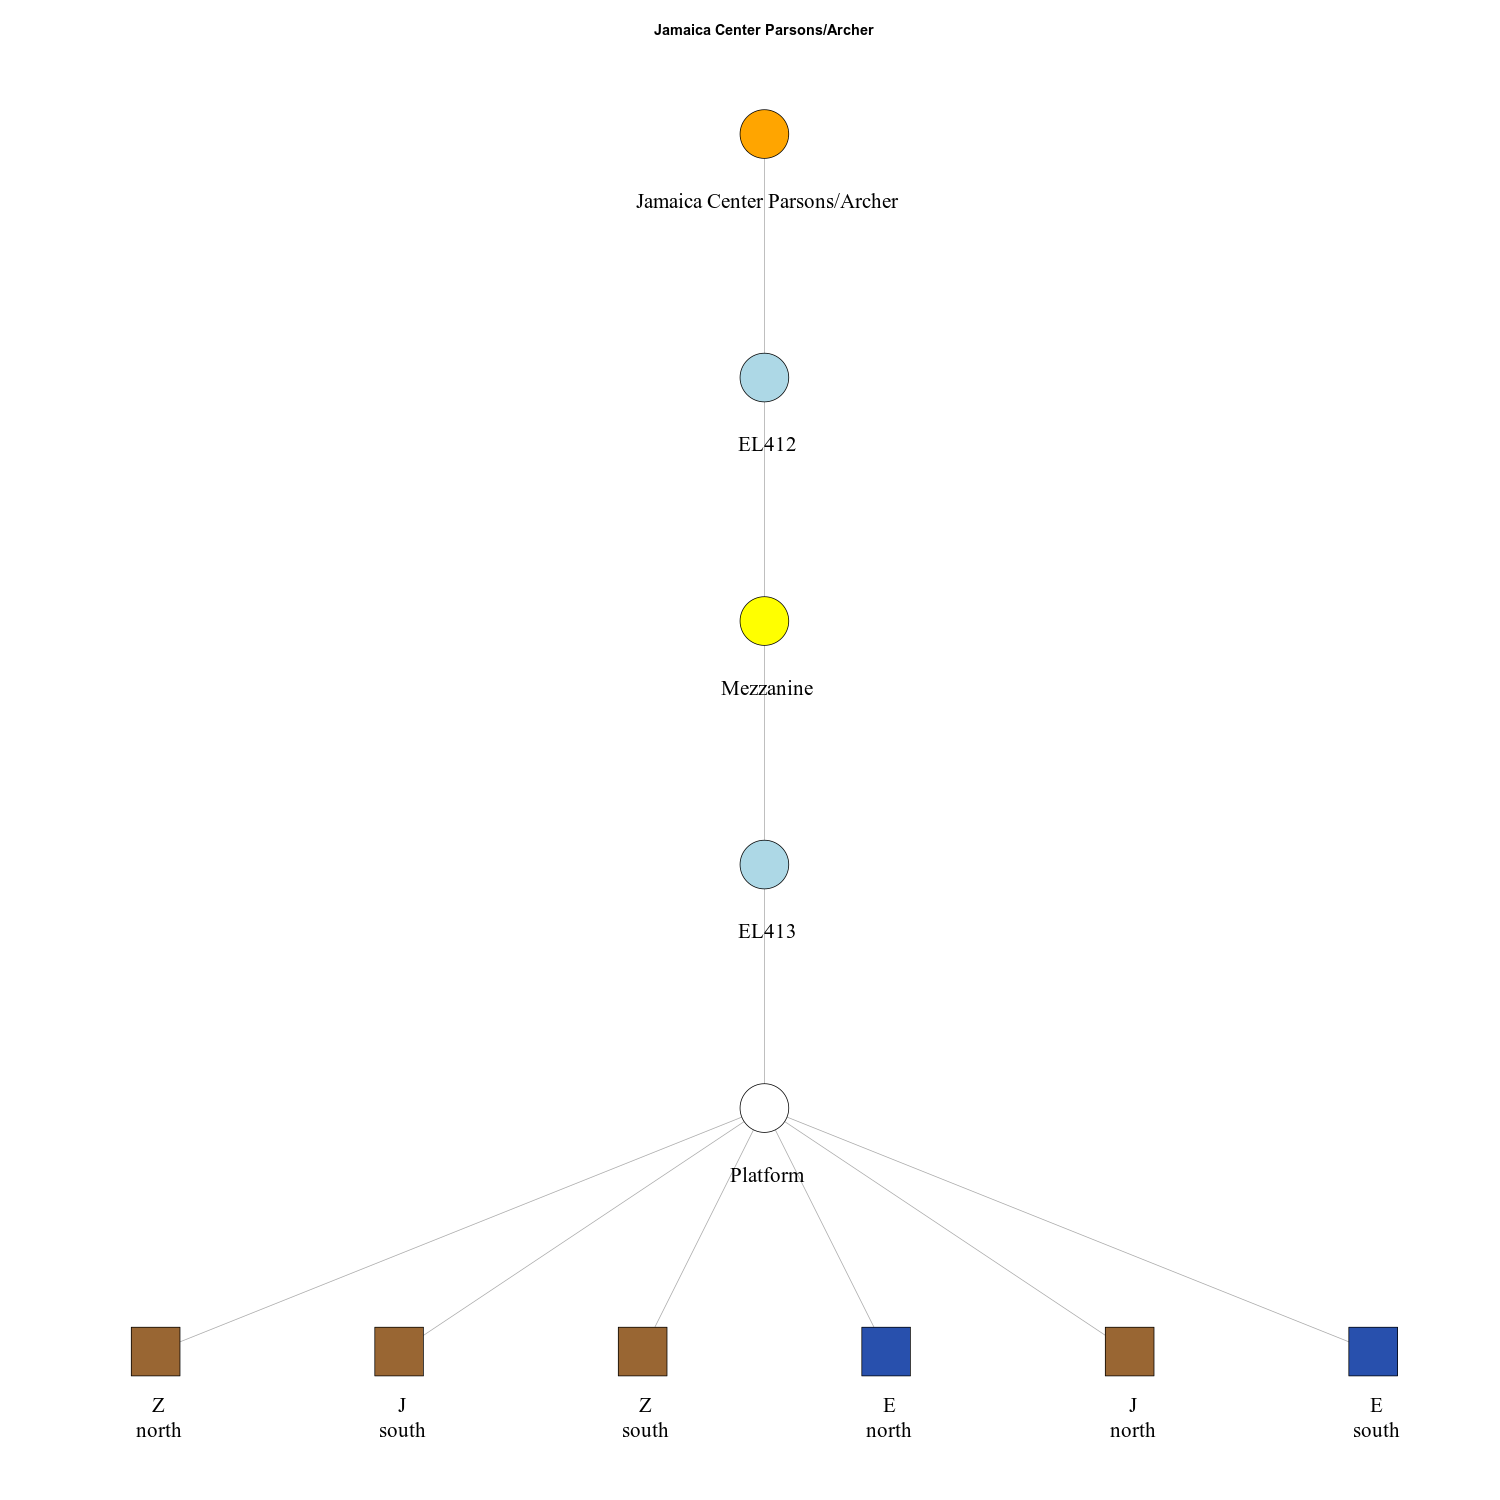 Jamaica Center Parsons/Archer
Jamaica Center Parsons/Archer
EL412
Mezzanine
EL413
Platform
Z
north
J
south
Z
south
E
north
J
north
E
south